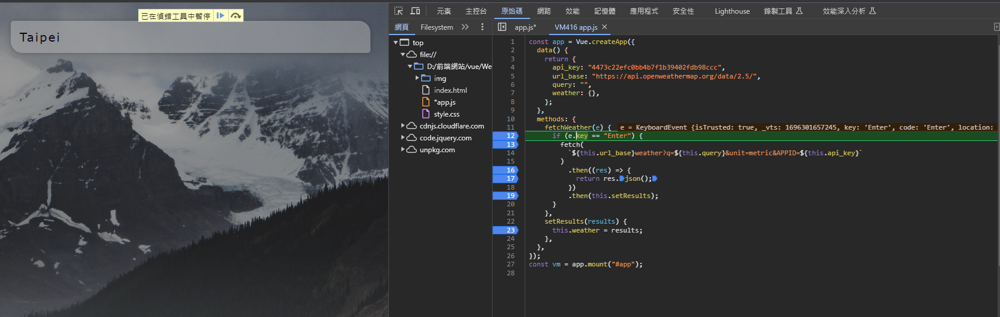 已在偵錯工具中暫停
Taipei
元素 主控台 原始碼 網路 效能 記憶體 應用程式 安全性 Lighthouse 錄製工具 效能深入分析
網頁 Filesystem
app.js* VM416 app.js ×
top
file://
D:/前端網站/vue/We
img
index.html
*app.js
style.css
cdnjs.cloudflare.com
code.jquery.com
unpkg.com
1 const app = Vue.createApp({
2 data() {
3 return {
4 api_key: "4473c22efc0bb4b7f1b39402fdb98ccc",
5 url_base: "https://api.openweathermap.org/data/2.5/",
6 query: "",
7 weather: {},
8 };
9 },
10 methods: {
11 fetchWeather(e) { e = KeyboardEvent {isTrusted: true, _vts: 1696301657245, key: 'Enter', code: 'Enter', location:
12 if (e.key == "Enter") {
13 fetch(
14 `${this.url_base}weather?q=${this.query}&unit=metric&APPID=${this.api_key}`
15 )
16 .then((res) => {
17 return res.json();
18 })
19 .then(this.setResults);
20 }
21 },
22 setResults(results) {
23 this.weather = results;
24 },
25 },
26 });
27 const vm = app.mount("#app");
28